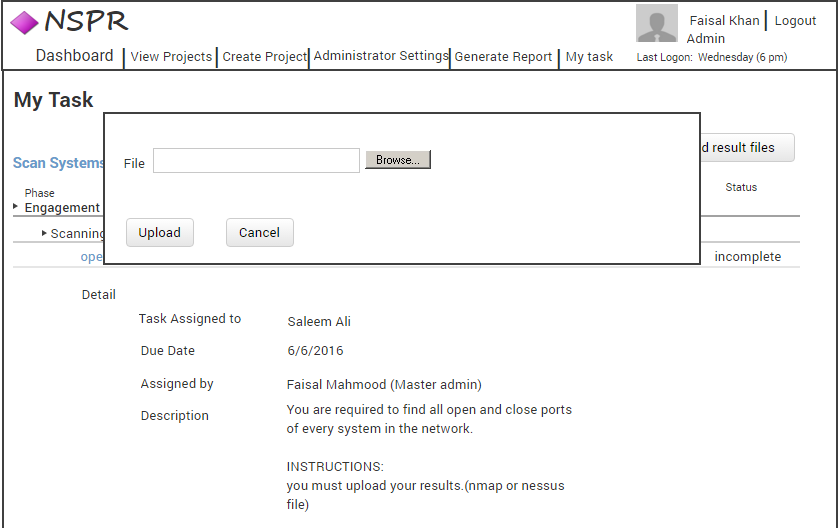 NSPR
Faisal Khan Logout
Admin
Dashboard View Projects Create Project Administrator Settings Generate Report My task
Last Logon: Wednesday (6 pm)
My Task
File Browse...
d result files
Scan Systems
Phase Status
Engagement
Upload Cancel
Scanning
ope incomplete
Detail
Task Assigned to Saleem Ali
Due Date 6/6/2016
Assigned by Faisal Mahmood (Master admin)
Description You are required to find all open and close ports
of every system in the network.
INSTRUCTIONS:
you must upload your results.(nmap or nessus
file)